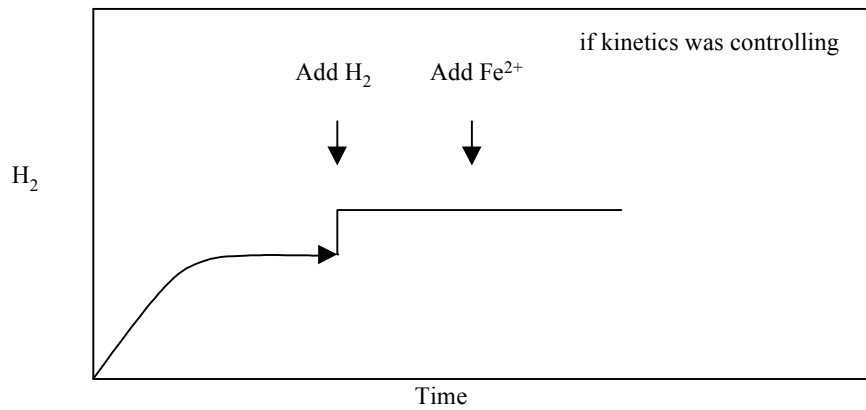 if kinetics was controlling
Add H₂ Add Fe²⁺
H₂
Time